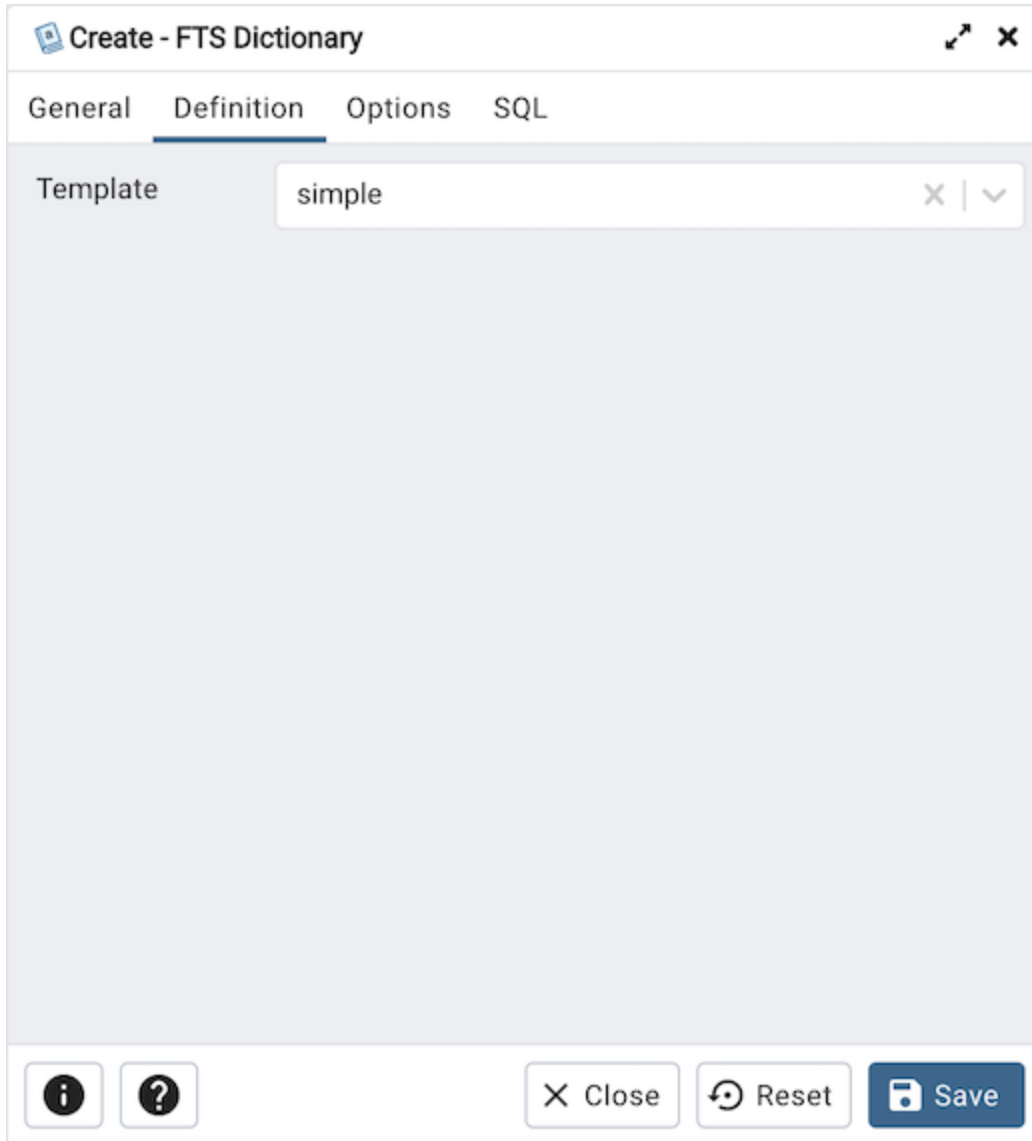 Create - FTS Dictionary
General Definition Options SQL
Template simple
Close Reset Save